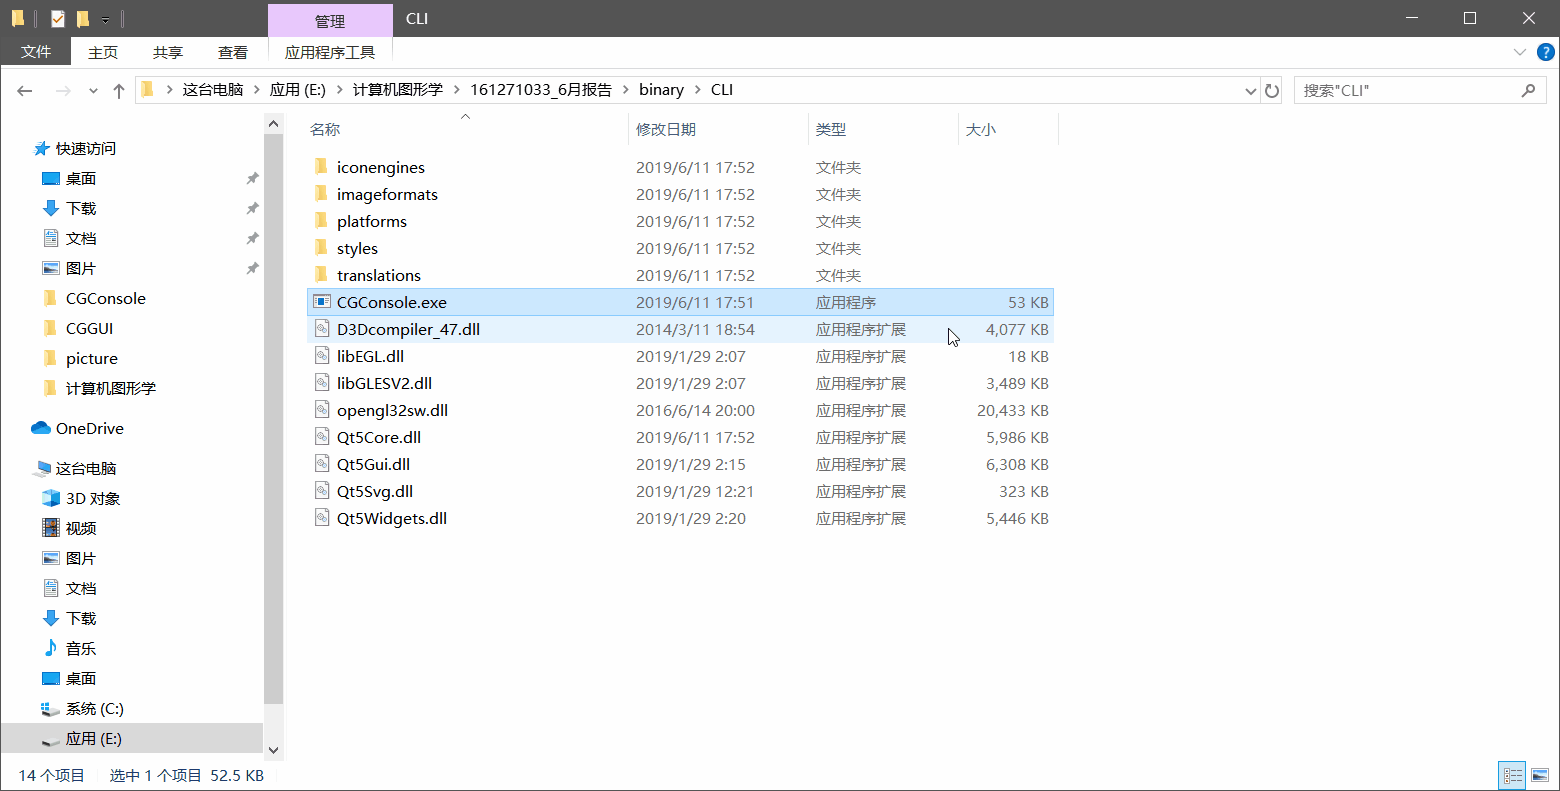 管理
CLI
文件
主页
共享
查看
应用程序工具
这台电脑 > 应用 (E:) > 计算机图形学 > 161271033_6月报告 > binary > CLI
搜索"CLI"
快速访问
桌面
下载
文档
图片
CGConsole
CGGUI
picture
计算机图形学
OneDrive
这台电脑
3D 对象
视频
图片
文档
下载
音乐
桌面
系统 (C:)
应用 (E:)
名称 修改日期 类型 大小
iconengines 2019/6/11 17:52 文件夹
imageformats 2019/6/11 17:52 文件夹
platforms 2019/6/11 17:52 文件夹
styles 2019/6/11 17:52 文件夹
translations 2019/6/11 17:52 文件夹
CGConsole.exe 2019/6/11 17:51 应用程序 53 KB
D3Dcompiler_47.dll 2014/3/11 18:54 应用程序扩展 4,077 KB
libEGL.dll 2019/1/29 2:07 应用程序扩展 18 KB
libGLESV2.dll 2019/1/29 2:07 应用程序扩展 3,489 KB
opengl32sw.dll 2016/6/14 20:00 应用程序扩展 20,433 KB
Qt5Core.dll 2019/6/11 17:52 应用程序扩展 5,986 KB
Qt5Gui.dll 2019/1/29 2:15 应用程序扩展 6,308 KB
Qt5Svg.dll 2019/1/29 12:21 应用程序扩展 323 KB
Qt5Widgets.dll 2019/1/29 2:20 应用程序扩展 5,446 KB
14 个项目 选中 1 个项目 52.5 KB